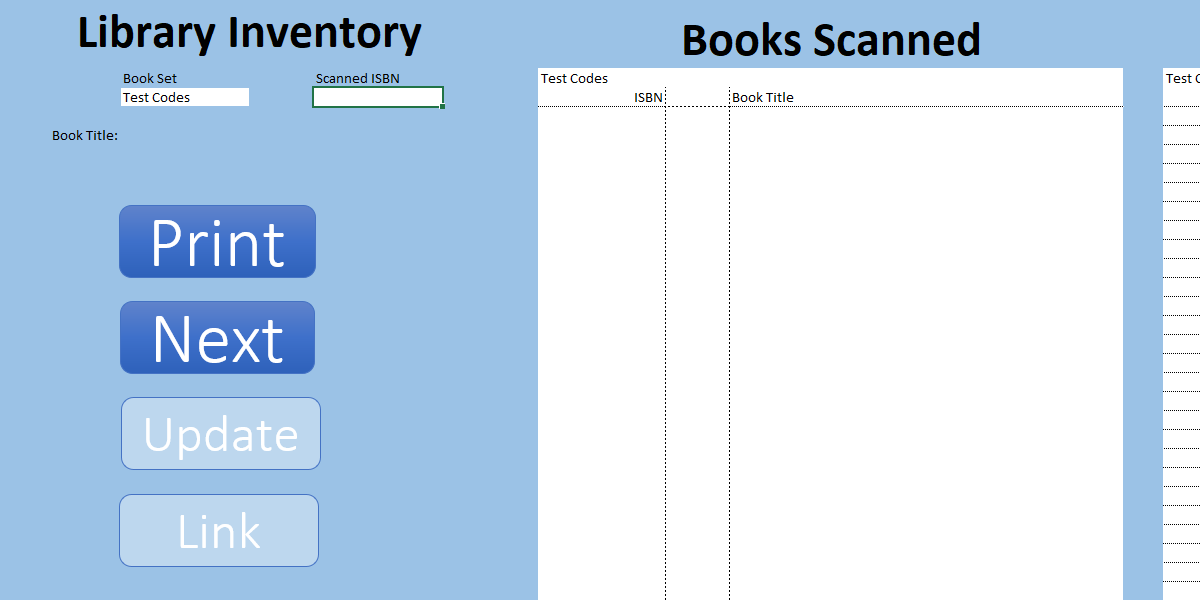 Library Inventory
Book Set
Scanned ISBN
Test Codes
Book Title:
Print
Next
Update
Link
Books Scanned
Test Codes
ISBN
Book Title
Test